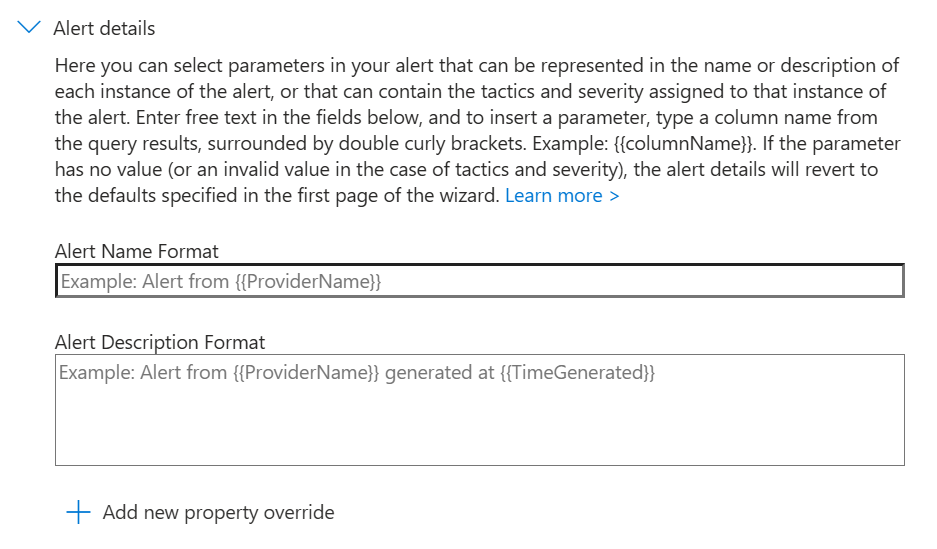 Alert details
Here you can select parameters in your alert that can be represented in the name or description of
each instance of the alert, or that can contain the tactics and severity assigned to that instance of
the alert. Enter free text in the fields below, and to insert a parameter, type a column name from
the query results, surrounded by double curly brackets. Example: {{columnName}}. If the parameter
has no value (or an invalid value in the case of tactics and severity), the alert details will revert to
the defaults specified in the first page of the wizard. Learn more >
Alert Name Format
Example: Alert from {{ProviderName}}
Alert Description Format
Example: Alert from {{ProviderName}} generated at {{TimeGenerated}}
Add new property override